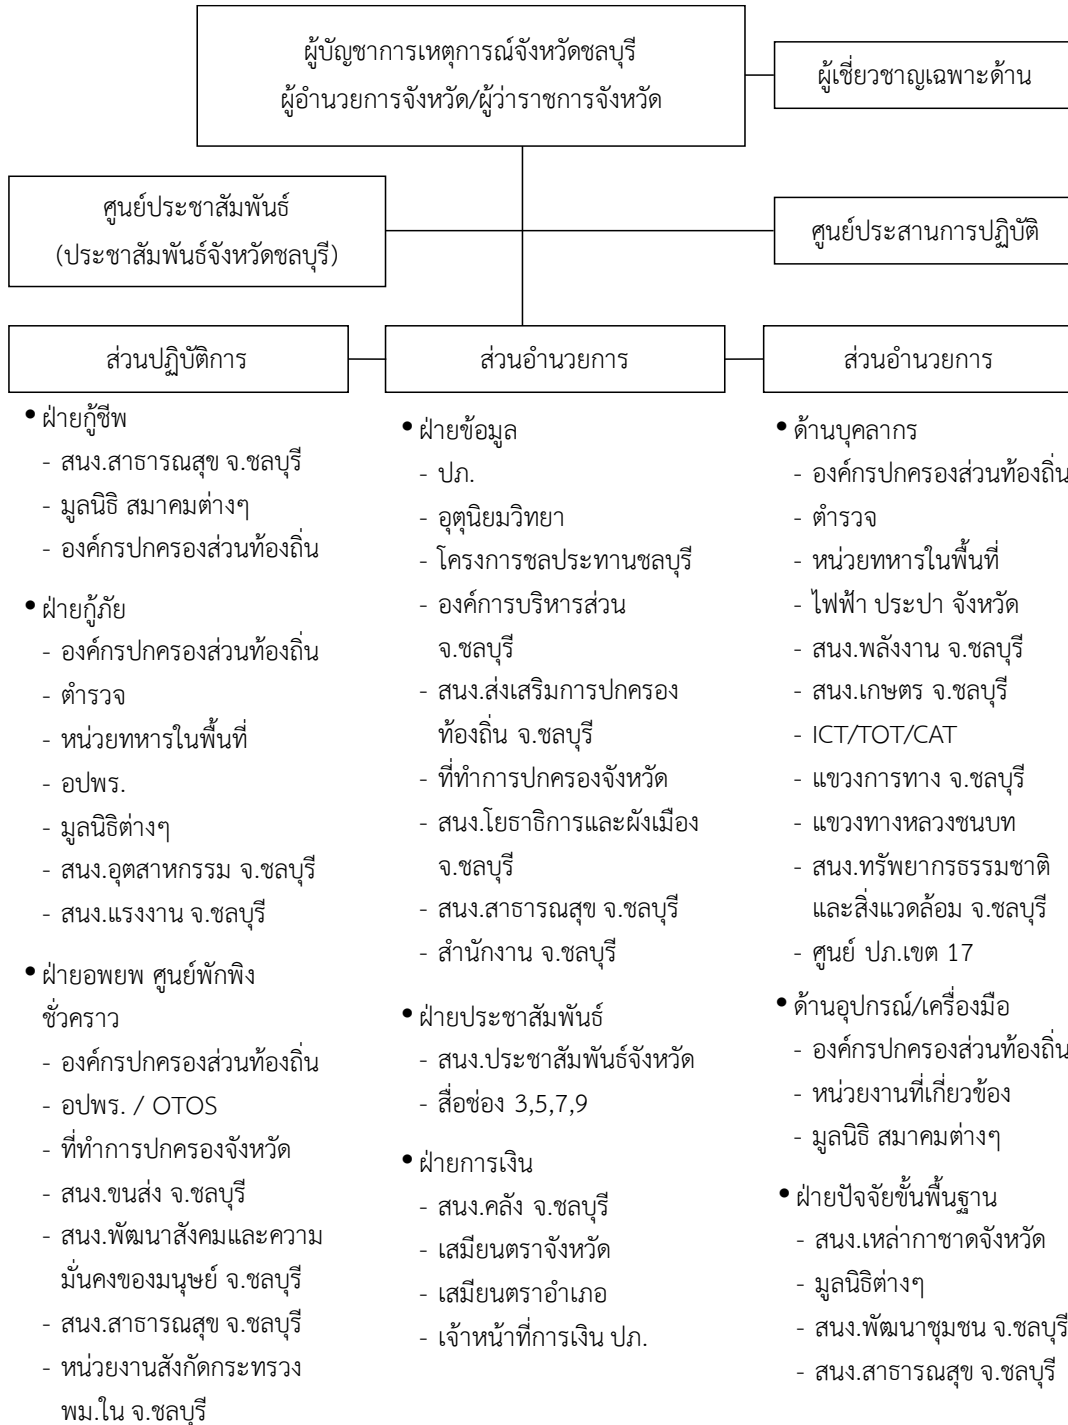 ผู้บัญชาการเหตุการณ์จังหวัดชลบุรี
ผู้อำนวยการจังหวัด/ผู้ว่าราชการจังหวัด
ผู้เชี่ยวชาญเฉพาะด้าน
ศูนย์ประชาสัมพันธ์
(ประชาสัมพันธ์จังหวัดชลบุรี)
ศูนย์ประสานการปฏิบัติ
ส่วนปฏิบัติการ
• ฝ่ายกู้ชีพ
- สนง.สาธารณสุข จ.ชลบุรี
- มูลนิธิ สมาคมต่างๆ
- องค์กรปกครองส่วนท้องถิ่น
• ฝ่ายกู้ภัย
- องค์กรปกครองส่วนท้องถิ่น
- ตำรวจ
- หน่วยทหารในพื้นที่
- อปพร.
- มูลนิธิต่างๆ
- สนง.อุตสาหกรรม จ.ชลบุรี
- สนง.แรงงาน จ.ชลบุรี
• ฝ่ายอพยพ ศูนย์พักพิง
ชั่วคราว
- องค์กรปกครองส่วนท้องถิ่น
- อปพร. / OTOS
- ที่ทำการปกครองจังหวัด
- สนง.ขนส่ง จ.ชลบุรี
- สนง.พัฒนาสังคมและความ
มั่นคงของมนุษย์ จ.ชลบุรี
- สนง.สาธารณสุข จ.ชลบุรี
- หน่วยงานสังกัดกระทรวง
พม.ใน จ.ชลบุรี
ส่วนอำนวยการ
• ฝ่ายข้อมูล
- ปภ.
- อุตุนิยมวิทยา
- โครงการชลประทานชลบุรี
- องค์การบริหารส่วน
จ.ชลบุรี
- สนง.ส่งเสริมการปกครอง
ท้องถิ่น จ.ชลบุรี
- ที่ทำการปกครองจังหวัด
- สนง.โยธาธิการและผังเมือง
จ.ชลบุรี
- สนง.สาธารณสุข จ.ชลบุรี
- สำนักงาน จ.ชลบุรี
• ฝ่ายประชาสัมพันธ์
- สนง.ประชาสัมพันธ์จังหวัด
- สื่อช่อง 3,5,7,9
• ฝ่ายการเงิน
- สนง.คลัง จ.ชลบุรี
- เสมียนตราจังหวัด
- เสมียนตราอำเภอ
- เจ้าหน้าที่การเงิน ปภ.
ส่วนอำนวยการ
• ด้านบุคลากร
- องค์กรปกครองส่วนท้องถิ่น
- ตำรวจ
- หน่วยทหารในพื้นที่
- ไฟฟ้า ประปา จังหวัด
- สนง.พลังงาน จ.ชลบุรี
- สนง.เกษตร จ.ชลบุรี
- ICT/TOT/CAT
- แขวงการทาง จ.ชลบุรี
- แขวงทางหลวงชนบท
- สนง.ทรัพยากรธรรมชาติ
และสิ่งแวดล้อม จ.ชลบุรี
- ศูนย์ ปภ.เขต 17
• ด้านอุปกรณ์/เครื่องมือ
- องค์กรปกครองส่วนท้องถิ่น
- หน่วยงานที่เกี่ยวข้อง
- มูลนิธิ สมาคมต่างๆ
• ฝ่ายปัจจัยขั้นพื้นฐาน
- สนง.เหล่ากาชาดจังหวัด
- มูลนิธิต่างๆ
- สนง.พัฒนาชุมชน จ.ชลบุรี
- สนง.สาธารณสุข จ.ชลบุรี